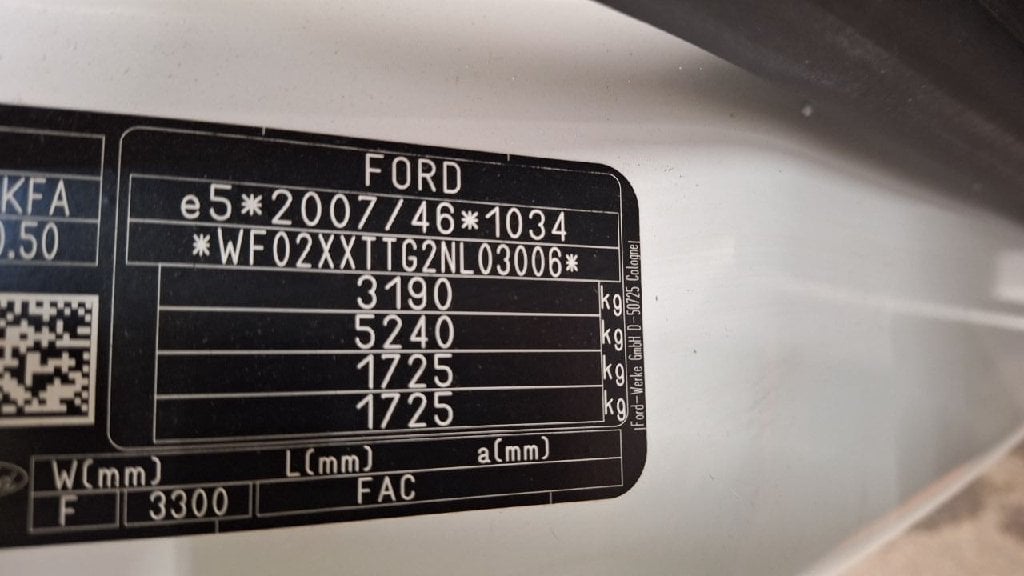 FORD
e5*2007/46*1034
*WF02XXTTG2NL03006*
KFA
0.50
3190 kg
5240 kg
1725 kg
1725 kg
Ford-Werke GmbH D-50725 Cologne
W(mm) L(mm) a(mm)
F 3300 FAC